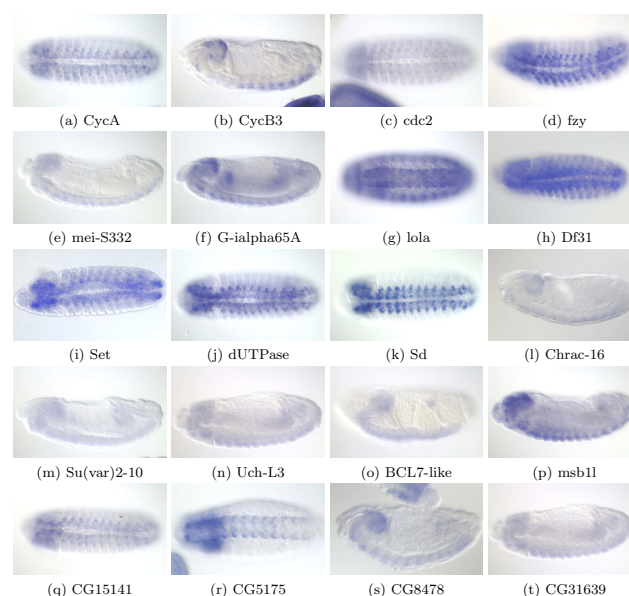 (a) CycA (b) CycB3 (c) cdc2 (d) fzy
(e) mei-S332 (f) G-ialpha65A (g) lola (h) Df31
(i) Set (j) dUTPase (k) Sd (l) Chrac-16
(m) Su(var)2-10 (n) Uch-L3 (o) BCL7-like (p) msb1l
(q) CG15141 (r) CG5175 (s) CG8478 (t) CG31639